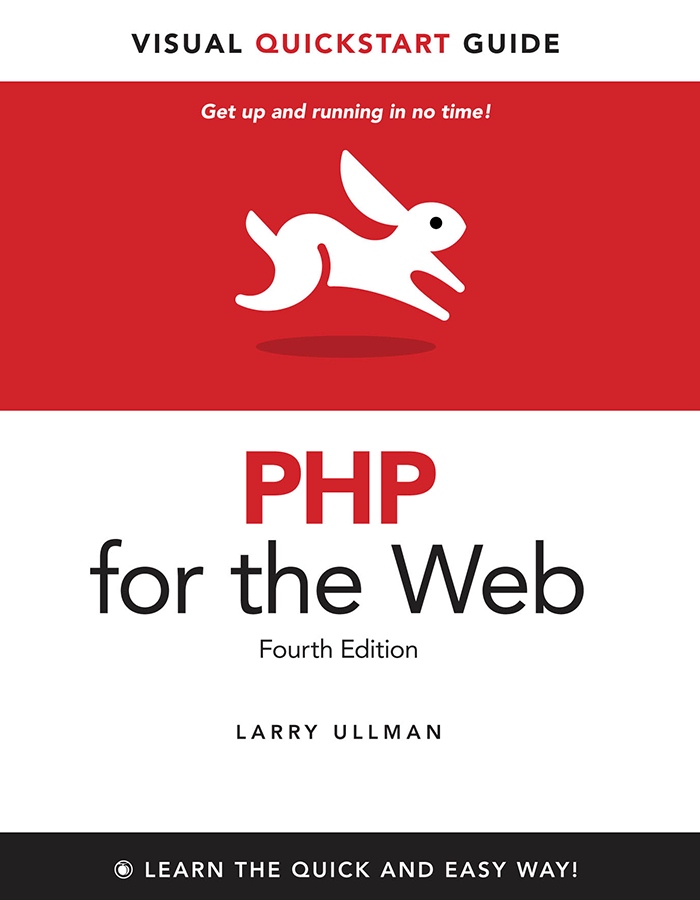 VISUAL QUICKSTART GUIDE
Get up and running in no time!
PHP
for the Web
Fourth Edition
LARRY ULLMAN
LEARN THE QUICK AND EASY WAY!